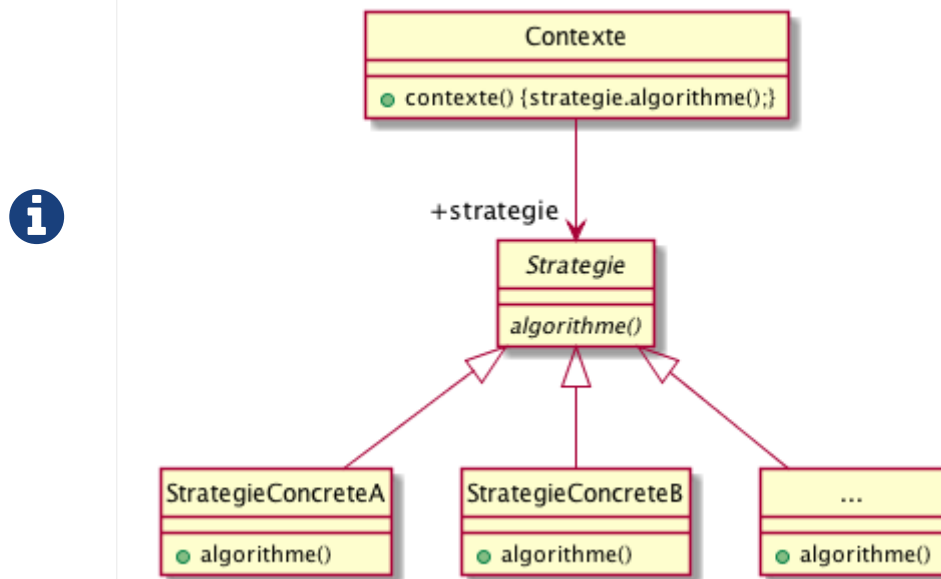 Contexte
contexte() {strategie.algorithme();}
+strategie
Strategie
algorithme()
StrategieConcreteA
StrategieConcreteB
...
algorithme()
algorithme()
algorithme()